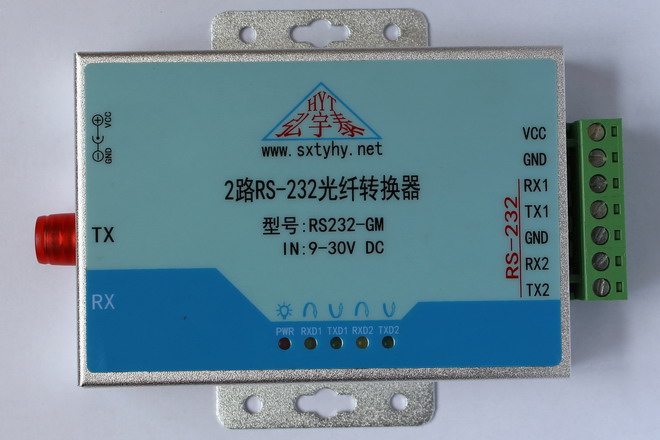 HYT
弘宇泰
www.sxtyhy.net
2路RS-232光纤转换器
型号:RS232-GM
IN:9-30V DC
VCC
GND
TX
RX
RS-232
VCC
GND
RX1
TX1
GND
RX2
TX2
PWR RXD1 TXD1 RXD2 TXD2